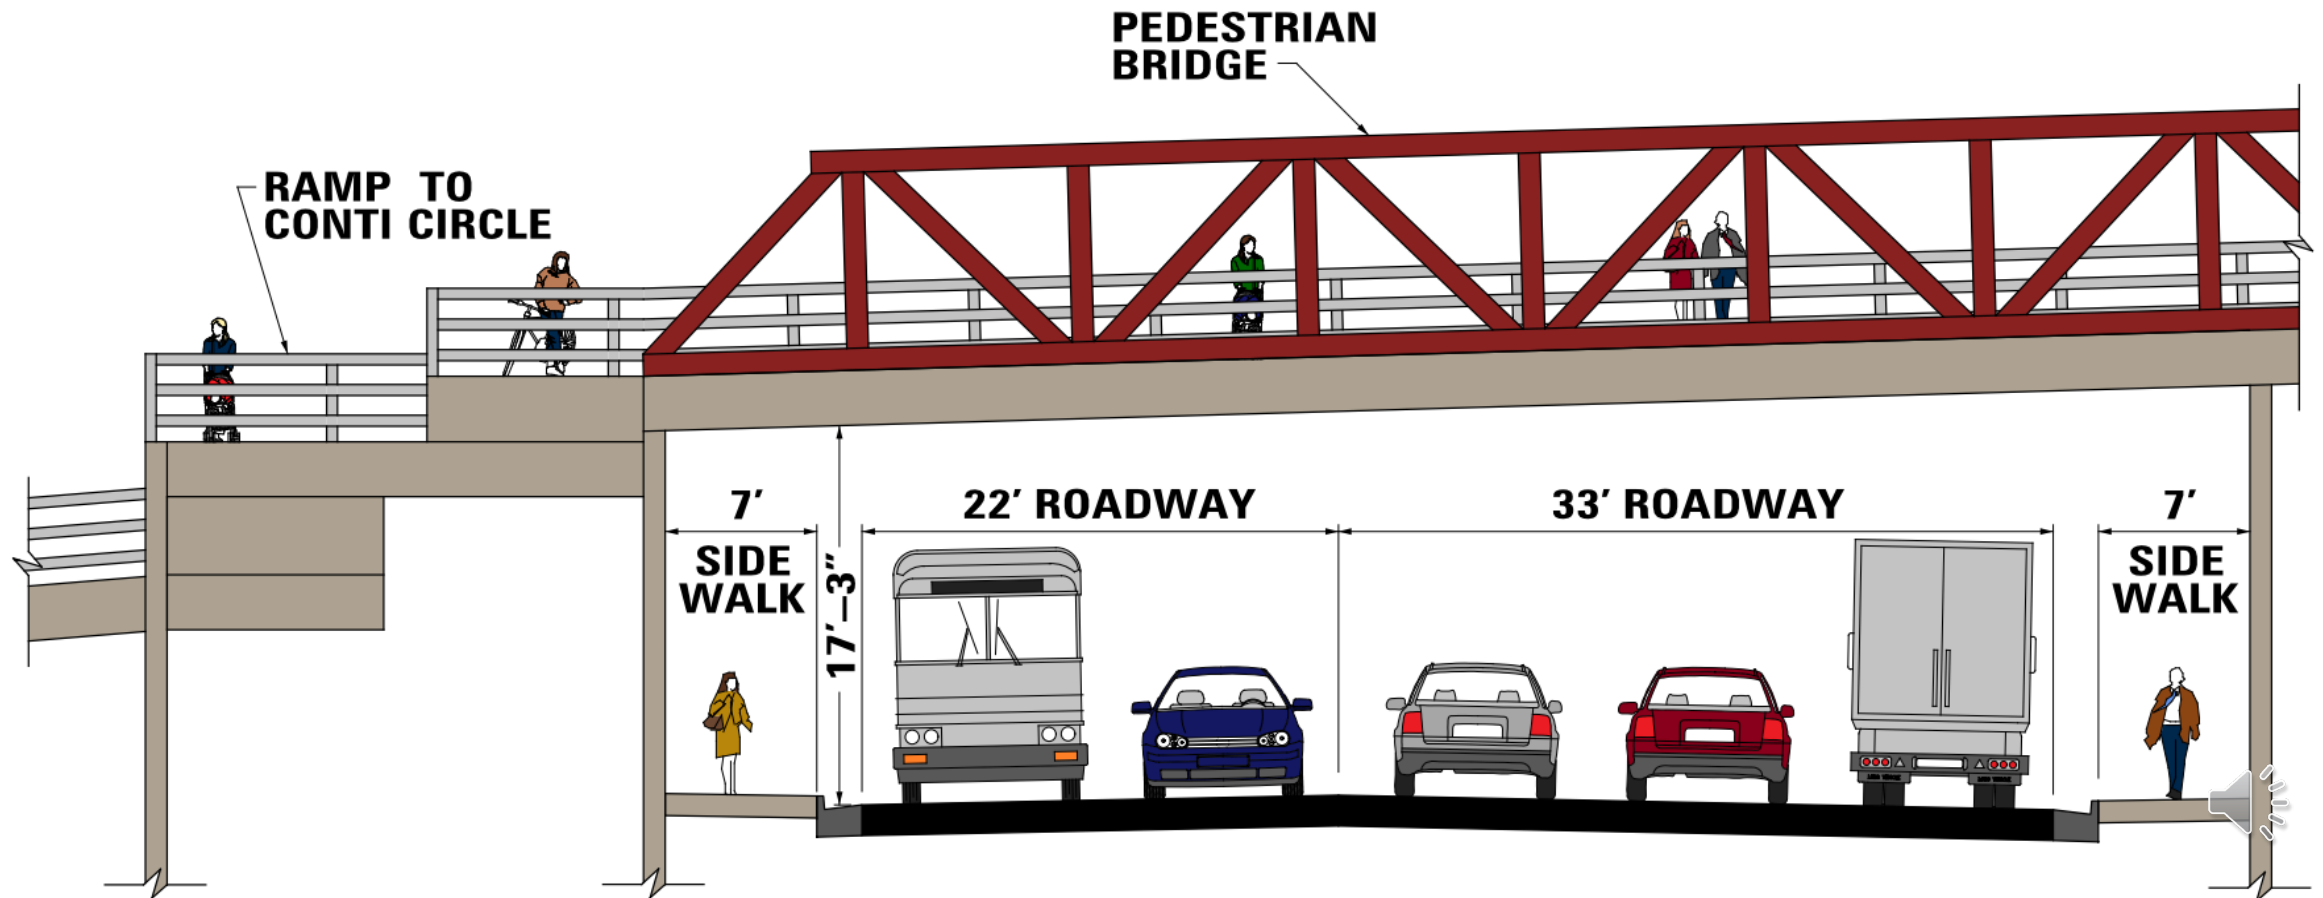 PEDESTRIAN
BRIDGE
RAMP TO
CONTI CIRCLE
7’
SIDE
WALK
17’–3”
22’ ROADWAY
33’ ROADWAY
7’
SIDE
WALK